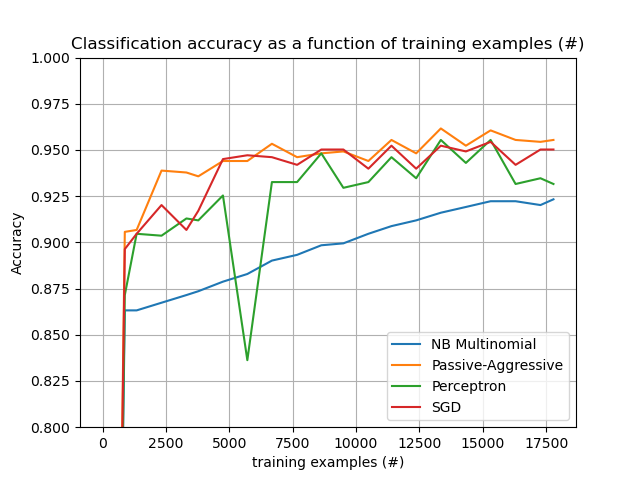 Classification accuracy as a function of training examples (#)
1.000
0.975
0.950
0.925
0.900
0.875
0.850
0.825
0.800
Accuracy
NB Multinomial
Passive-Aggressive
Perceptron
SGD
0 2500 5000 7500 10000 12500 15000 17500
training examples (#)